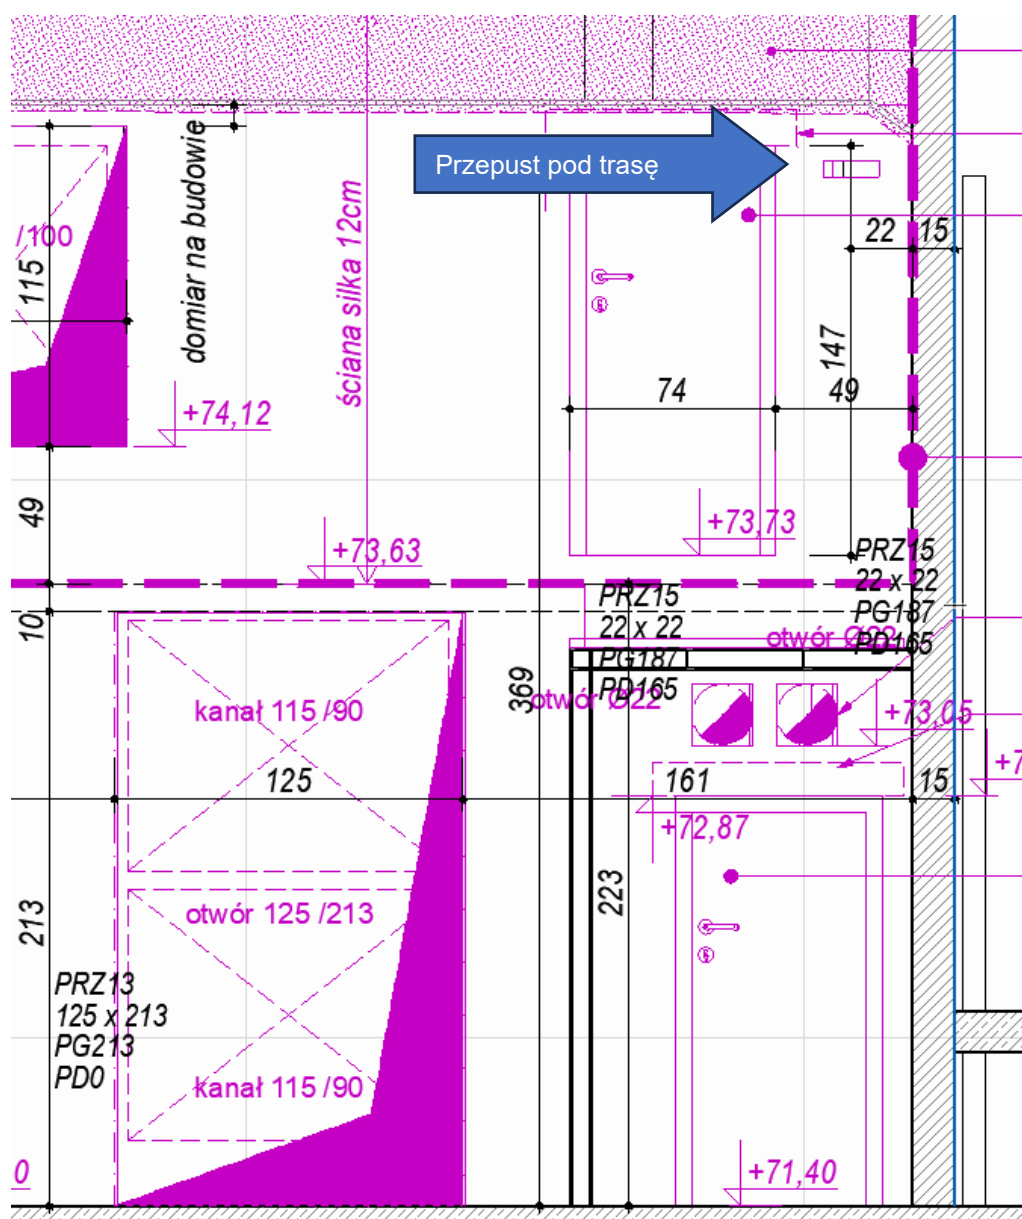 Przepust pod trasę
domiar na budowie
ściana silka 12cm
/100
115
22
15
147
+74,12
74
49
49
+73,73
+73,63
PRZ15
22 x 22
PG187
PD165
PRZ15
22 x 22
PG187
PD165
otwór Ø22
otwór Ø22
10
369
kanał 115 /90
+73,05
+7
125
161
15
+72,87
223
213
otwór 125 /213
PRZ13
125 x 213
PG213
PD0
kanał 115 /90
0
+71,40